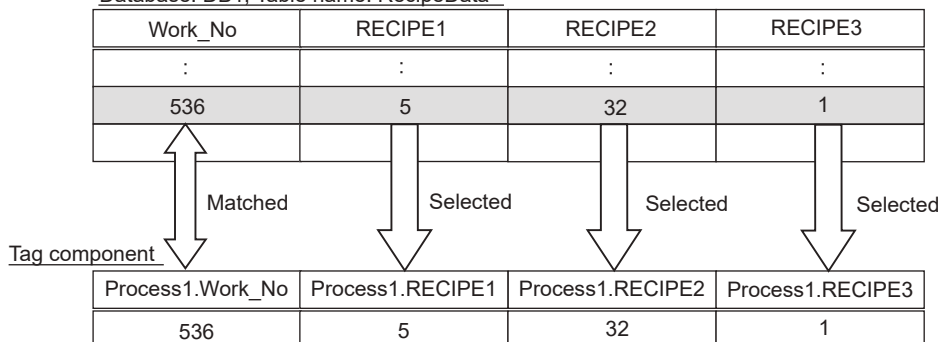 Database: DB1, Table name: RecipeData
Work_No RECIPE1 RECIPE2 RECIPE3
: : : :
536 5 32 1
Matched Selected Selected Selected
Tag component
Process1.Work_No Process1.RECIPE1 Process1.RECIPE2 Process1.RECIPE3
536 5 32 1